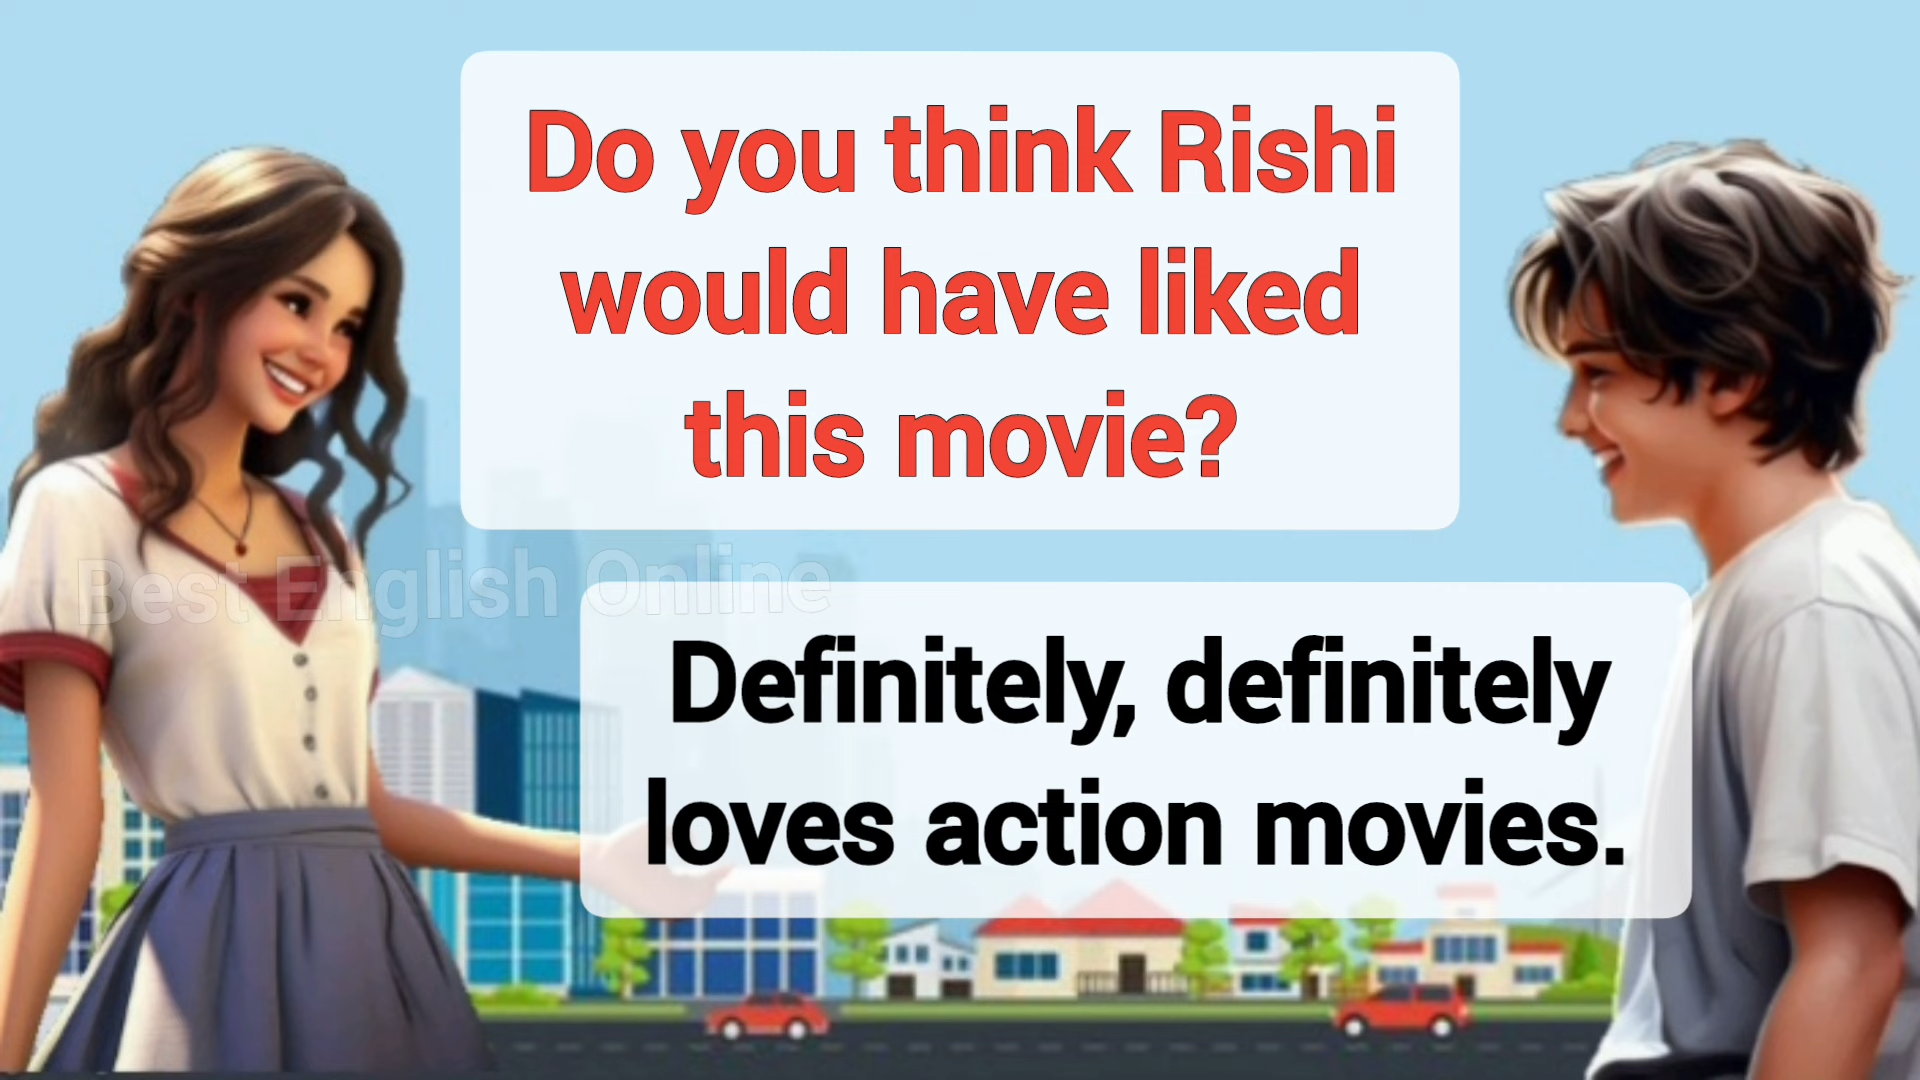 Do you think Rishi
would have liked
this movie?
Best English Online
Definitely, definitely
loves action movies.